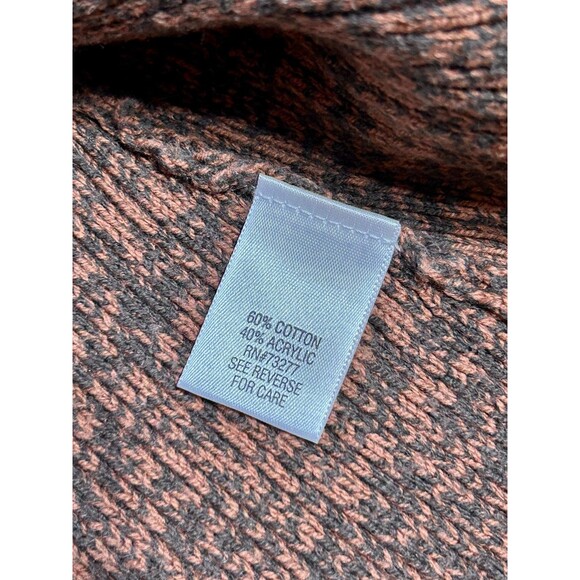 60% COTTON
40% ACRYLIC
RN#73277
SEE REVERSE
FOR CARE